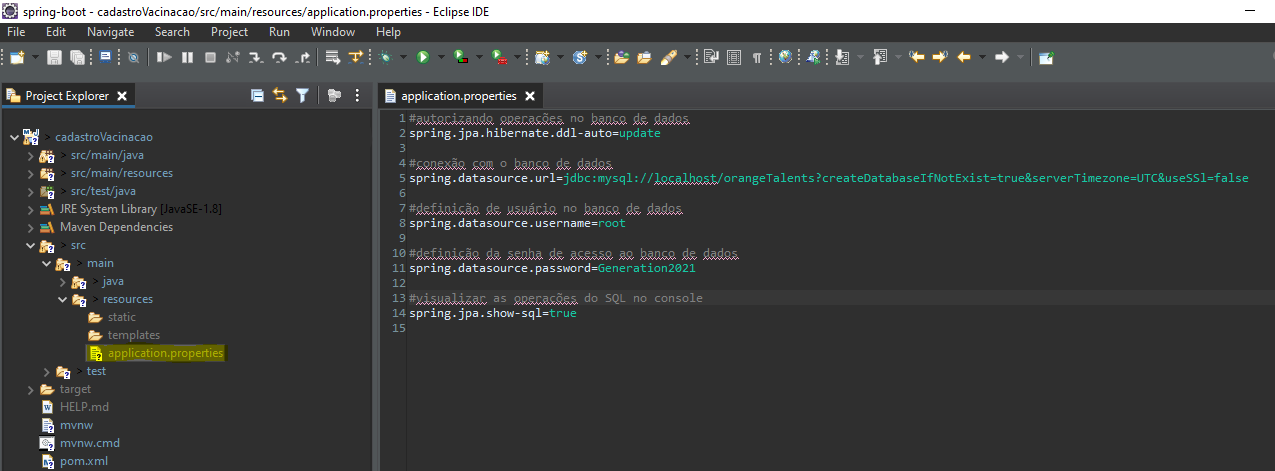 spring-boot - cadastroVacinacao/src/main/resources/application.properties - Eclipse IDE
File Edit Navigate Search Project Run Window Help
Project Explorer
cadastroVacinacao
> src/main/java
> src/main/resources
> src/test/java
JRE System Library [JavaSE-1.8]
Maven Dependencies
> src
> main
> java
> resources
static
templates
application.properties
> test
target
HELP.md
mvnw
mvnw.cmd
pom.xml
application.properties
1 #autorizando operações no banco de dados
2 spring.jpa.hibernate.ddl-auto=update
3
4 #conexão com o banco de dados
5 spring.datasource.url=jdbc:mysql://localhost/orangeTalents?createDatabaseIfNotExist=true&serverTimezone=UTC&useSSl=false
6
7 #definição de usuário no banco de dados
8 spring.datasource.username=root
9
10 #definição da senha de acesso ao banco de dados
11 spring.datasource.password=Generation2021
12
13 #visualizar as operações do SQL no console
14 spring.jpa.show-sql=true
15